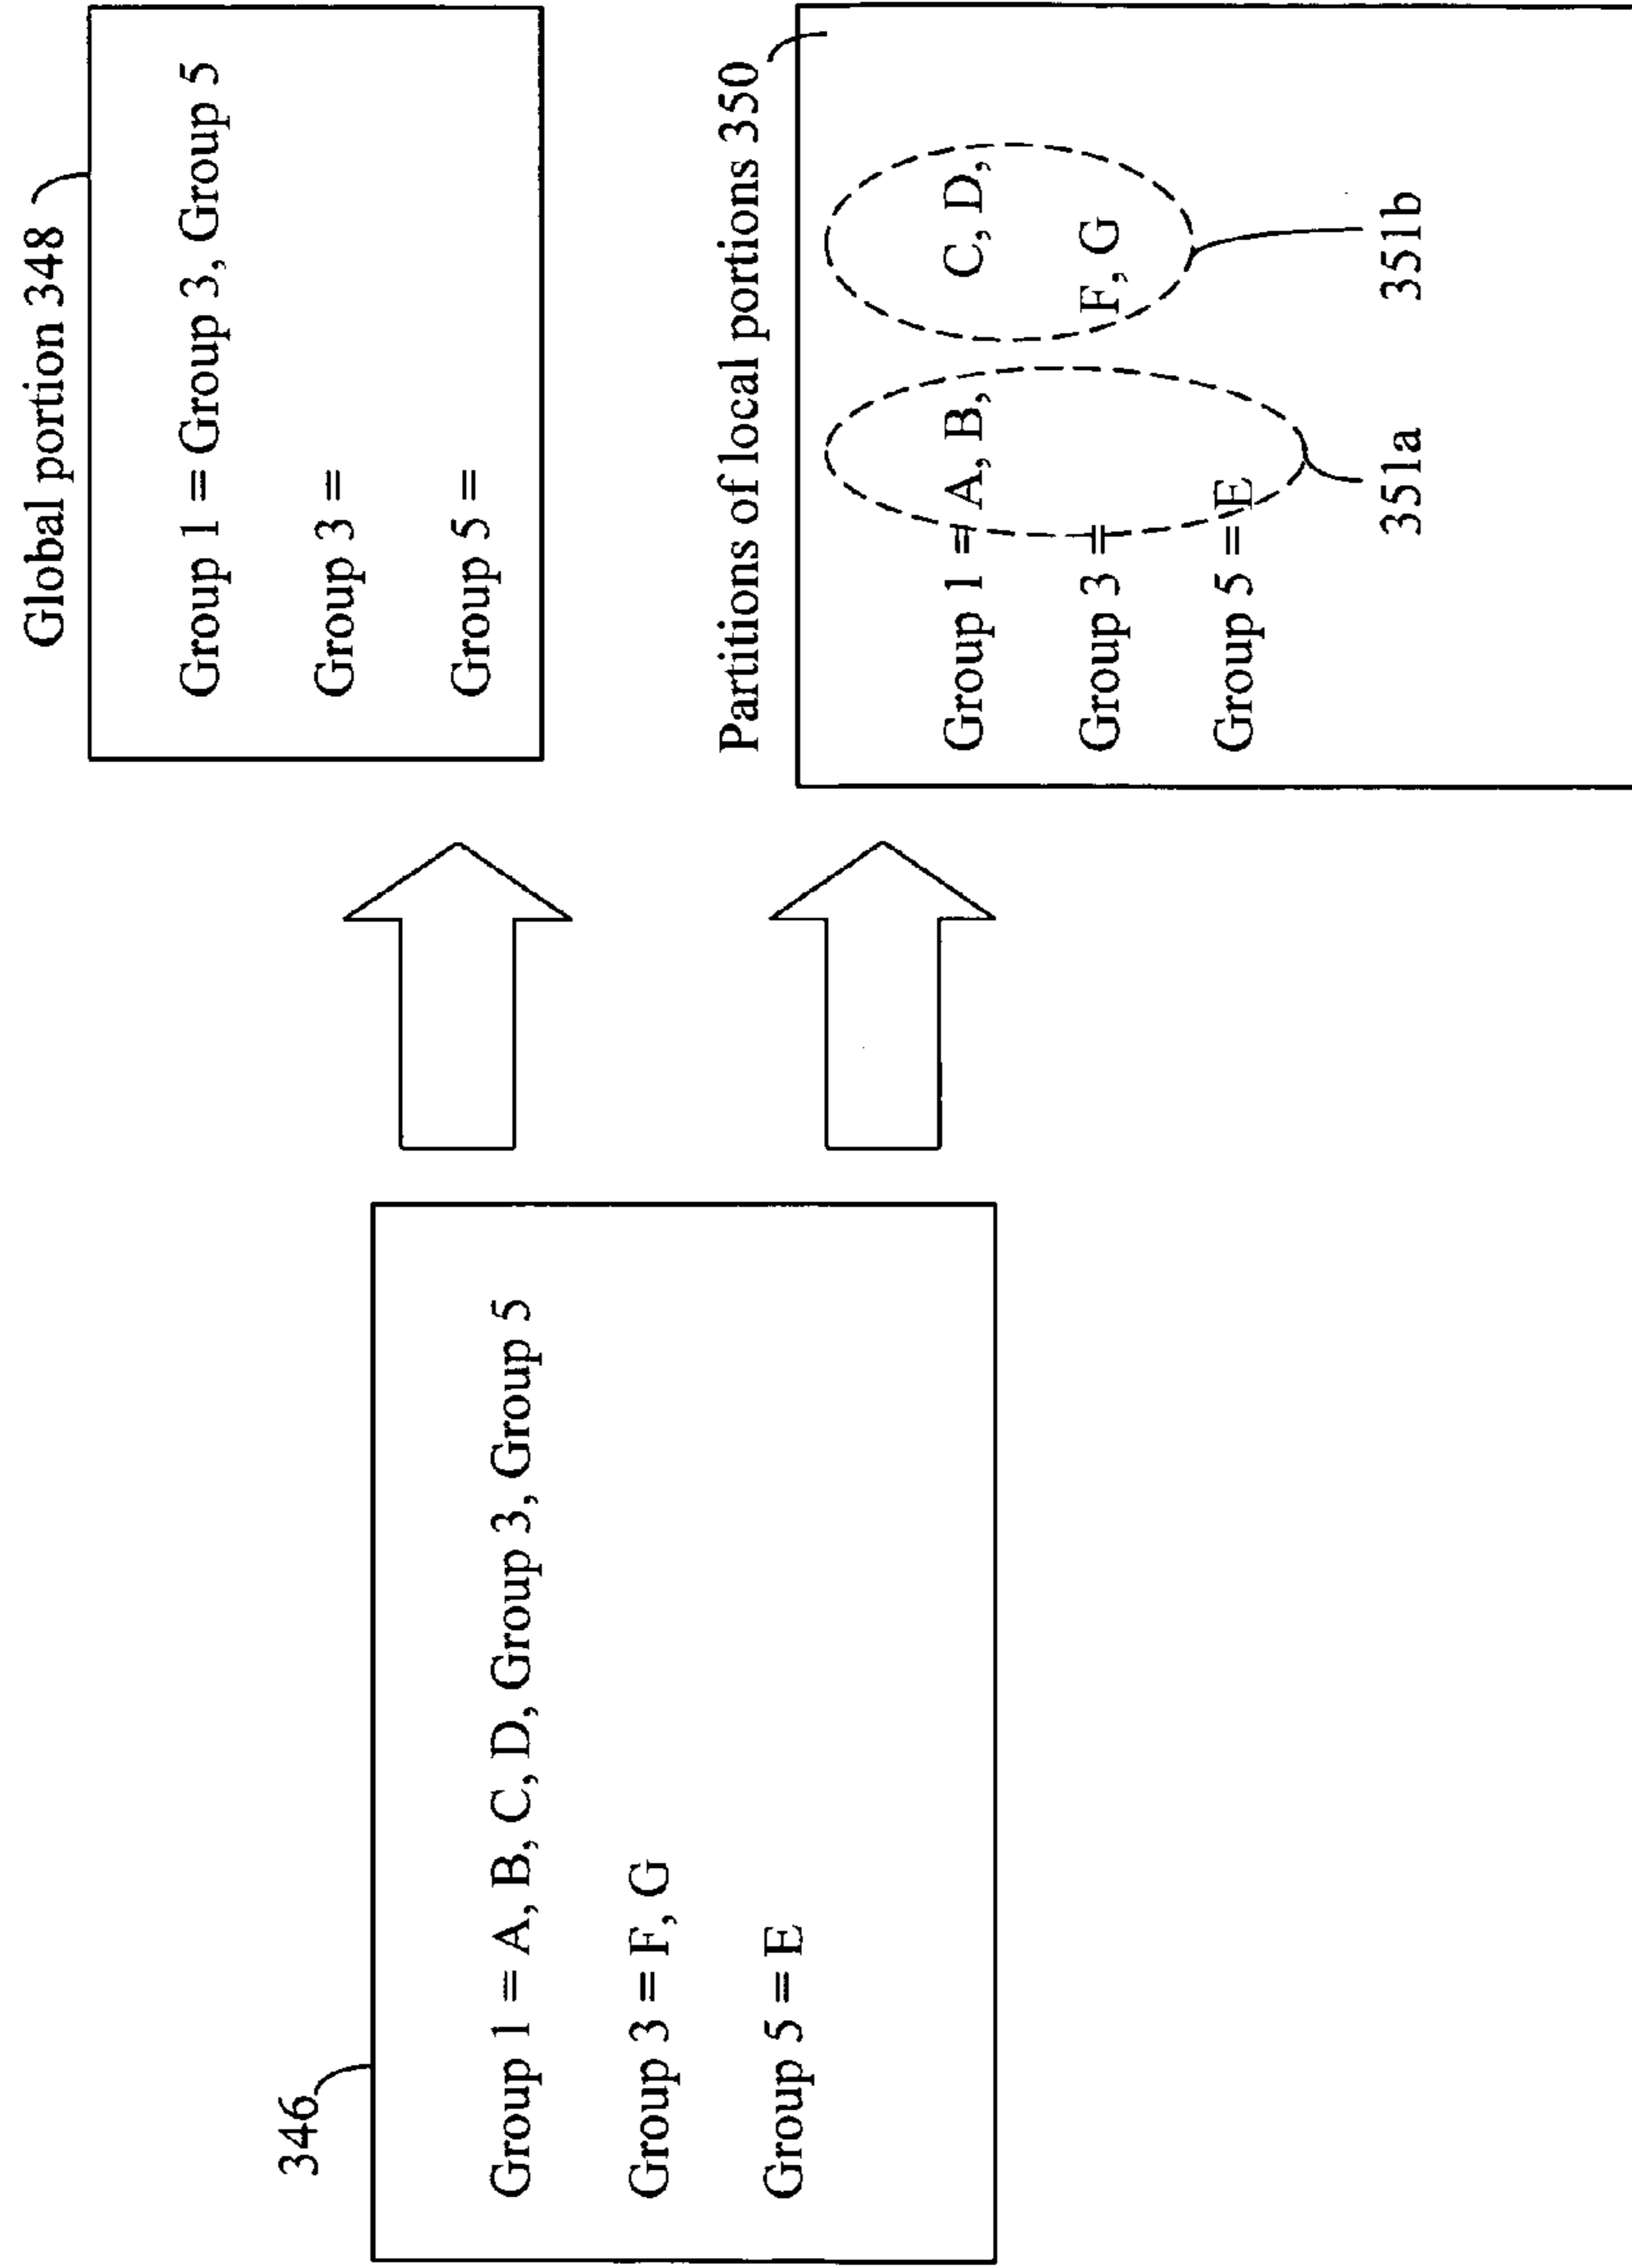 346
Group 1 = A, B, C, D, Group 3, Group 5
Group 3 = F, G
Group 5 = E
Global portion 348
Group 1 = Group 3, Group 5
Group 3 =
Group 5 =
Partitions of local portions 350
Group 1 = A, B, C, D,
Group 3 = F, G
Group 5 = E
351a 351b